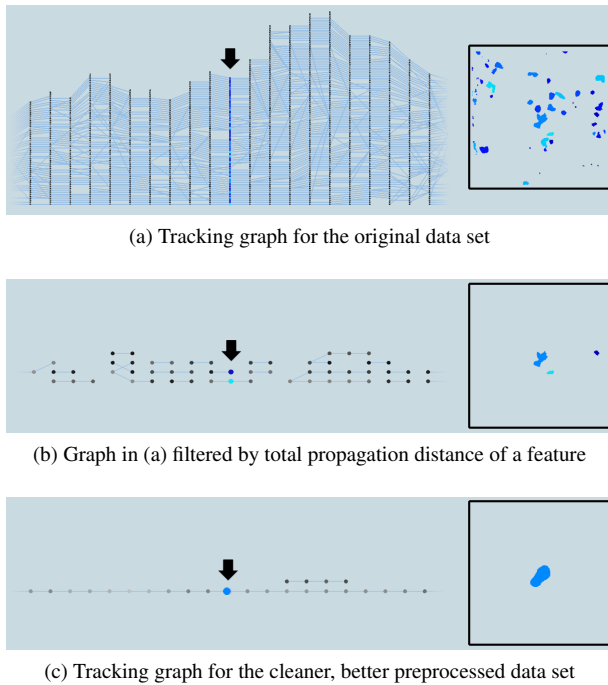 (a) Tracking graph for the original data set
(b) Graph in (a) filtered by total propagation distance of a feature
(c) Tracking graph for the cleaner, better preprocessed data set